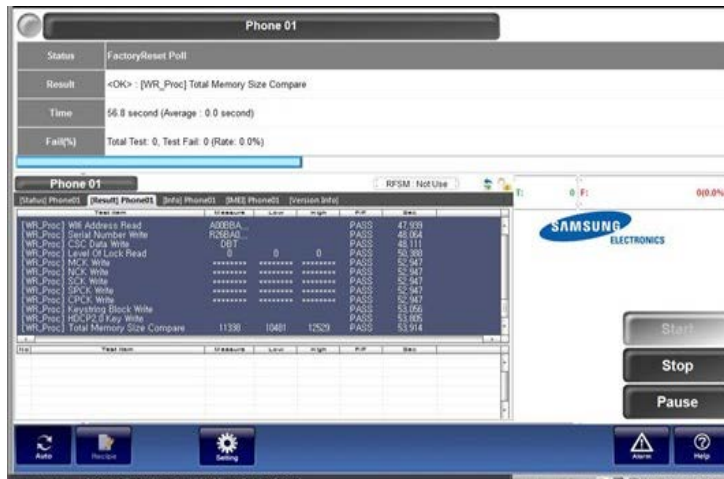 Phone 01
Status FactoryReset Poll
Result <OK> : [WR_Proc] Total Memory Size Compare
Time 56.8 second (Average : 0.0 second)
Fail(%) Total Test: 0, Test Fail: 0 (Rate: 0.0%)
Phone 01 RFSM : Not Use T: 0 F: 0(0.0%
[Status] Phone01 [Result] Phone01 [Info] Phone01 [IMEI] Phone01 [Version Info]
Test Item Measure Low High P/F Sec
[WR_Proc] Wifi Address Read A00BBA... PASS 47,939
[WR_Proc] Serial Number Write R26BA0... PASS 48,064
[WR_Proc] CSC Data Write DBT PASS 48,111
[WR_Proc] Level Of Lock Read 0 0 0 PASS 50,388
[WR_Proc] MCK Write ******** ******** ******** PASS 52,947
[WR_Proc] NCK Write ******** ******** ******** PASS 52,947
[WR_Proc] SCK Write ******** ******** ******** PASS 52,947
[WR_Proc] SPCK Write ******** ******** ******** PASS 52,947
[WR_Proc] CPCK Write ******** ******** ******** PASS 52,947
[WR_Proc] Keystring Block Write PASS 53,056
[WR_Proc] HDCP2.0 Key Write PASS 53,805
[WR_Proc] Total Memory Size Compare 11338 10481 12529 PASS 53,914
SAMSUNG
ELECTRONICS
No Test Item Measure Low High P/F Sec
Start
Stop
Pause
Auto Recipe Setting Alarm Help